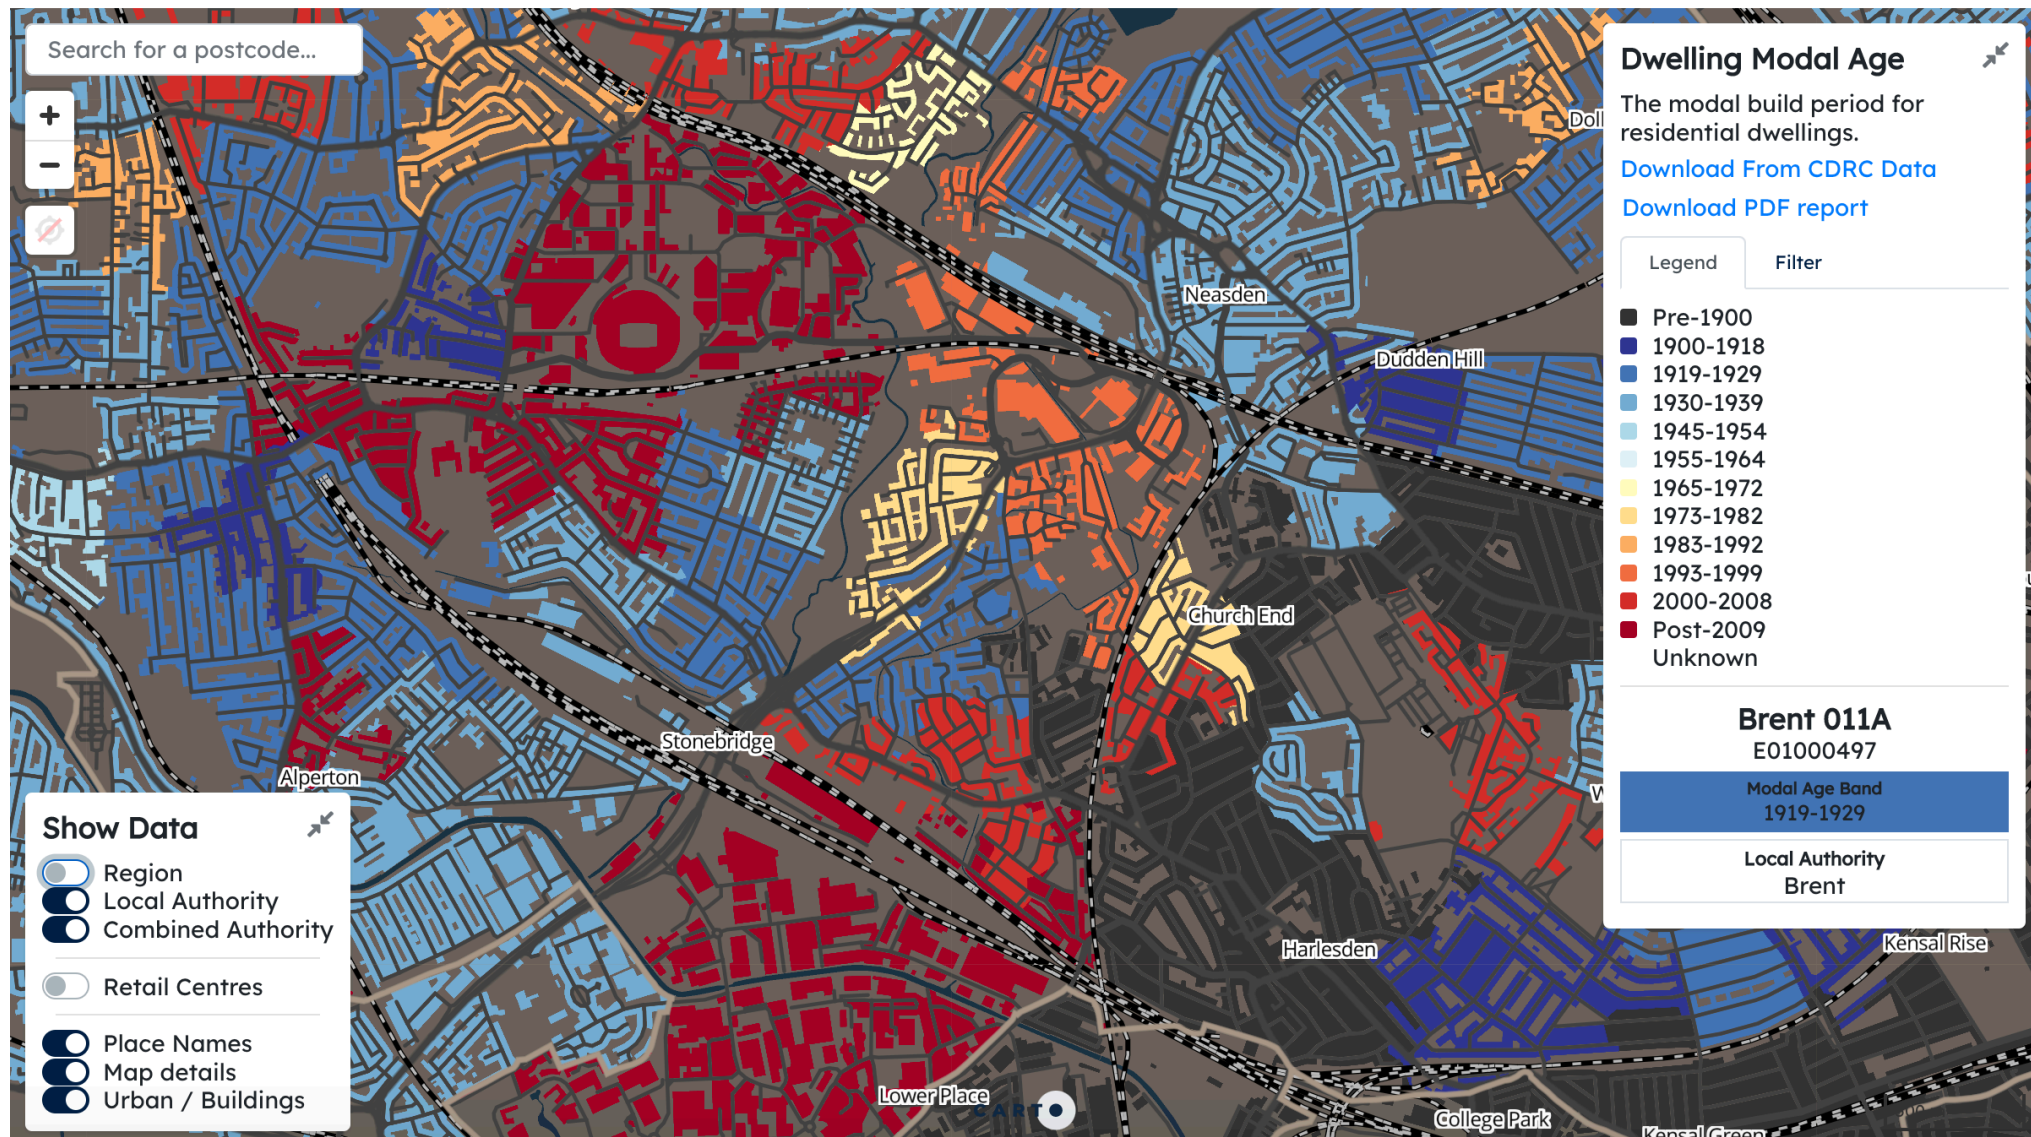 Search for a postcode...
+
−
Dwelling Modal Age
The modal build period for
residential dwellings.
Download From CDRC Data
Download PDF report
Legend
Filter
Pre-1900
1900-1918
1919-1929
1930-1939
1945-1954
1955-1964
1965-1972
1973-1982
1983-1992
1993-1999
2000-2008
Post-2009
Unknown
Brent 011A
E01000497
Modal Age Band
1919-1929
Local Authority
Brent
Doll
Neasden
Dudden Hill
Church End
Stonebridge
Alperton
W
Harlesden
Kensal Rise
Lower Place
CARTO
College Park
Kensal Green
Show Data
Region
Local Authority
Combined Authority
Retail Centres
Place Names
Map details
Urban / Buildings